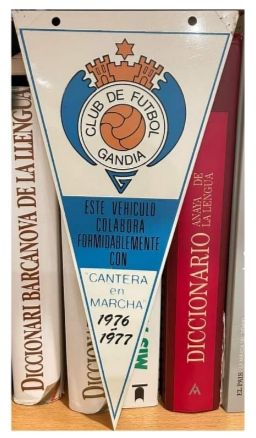 CLUB DE FUTBOL
GANDIA
ESTE VEHICULO
COLABORA
FORMIDABLEMENTE
CON
"CANTERA
en
MARCHA"
1976
1977
DICCIONARI BARCANOVA DE LA LLENGUA
DICCIONARIO ANAYA DE
LA LENGUA